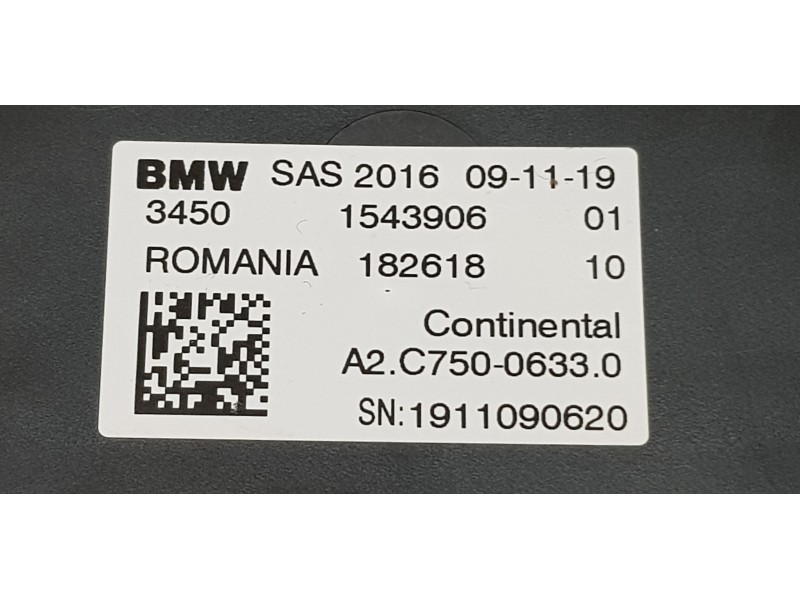 BMW SAS 2016 09-11-19
3450 1543906 01
ROMANIA 182618 10
Continental
A2.C750-0633.0
SN:1911090620